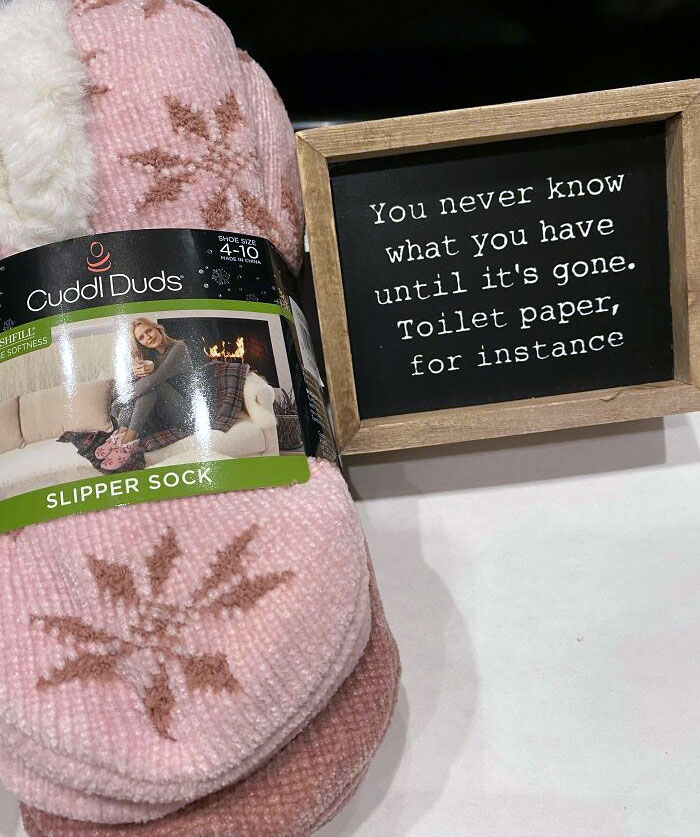 SHOE SIZE
4-10
MADE IN CHINA
Cuddl Duds
SOFTNESS
SLIPPER SOCK
You never know
what you have
until it's gone.
Toilet paper,
for instance